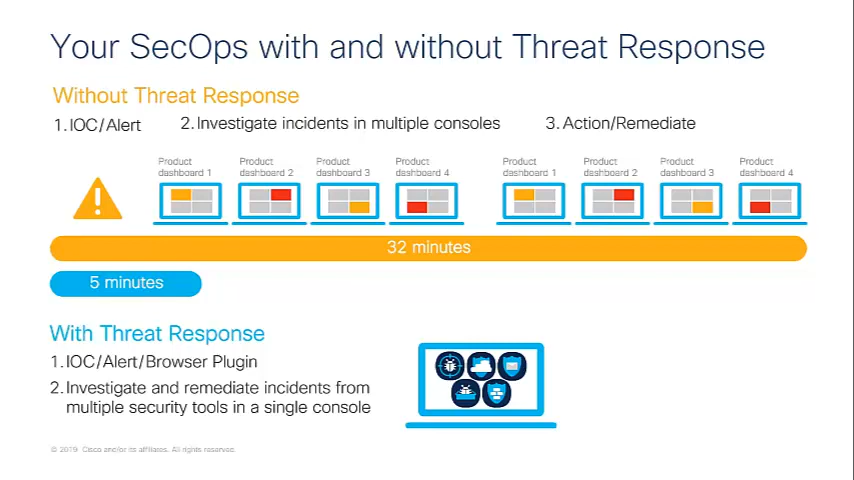 Your SecOps with and without Threat Response
Without Threat Response
1. IOC/Alert
2. Investigate incidents in multiple consoles
3. Action/Remediate
Product
dashboard 1
Product
dashboard 2
Product
dashboard 3
Product
dashboard 4
Product
dashboard 1
Product
dashboard 2
Product
dashboard 3
Product
dashboard 4
32 minutes
5 minutes
With Threat Response
1. IOC/Alert/Browser Plugin
2. Investigate and remediate incidents from
multiple security tools in a single console
© 2019 Cisco and/or its affiliates. All rights reserved.